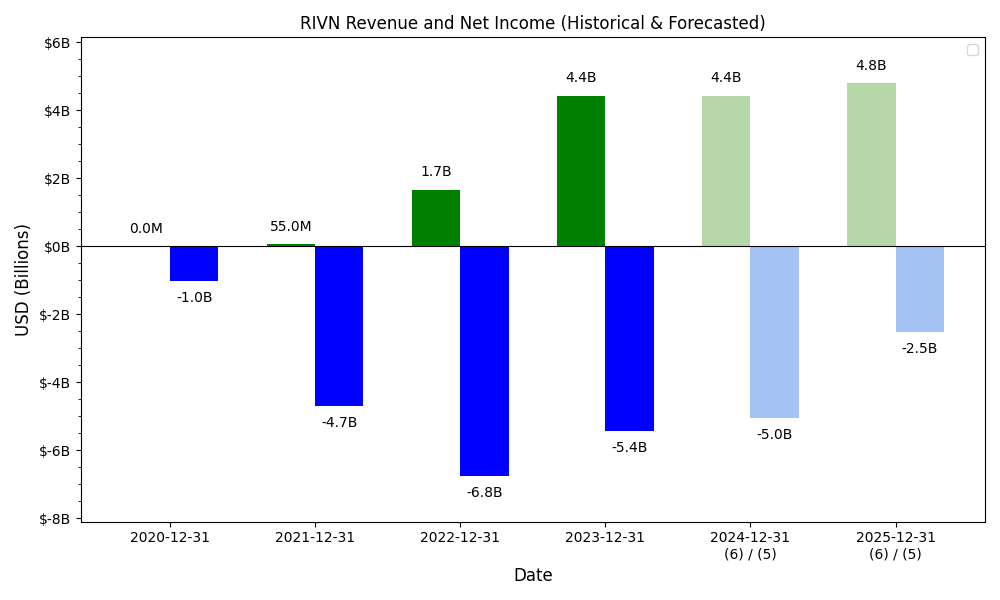 RIVN Revenue and Net Income (Historical & Forecasted)
$6B
$4B
$2B
$0B
$-2B
$-4B
$-6B
$-8B
USD (Billions)
0.0M
55.0M
1.7B
4.4B
4.4B
4.8B
-1.0B
-4.7B
-6.8B
-5.4B
-5.0B
-2.5B
2020-12-31
2021-12-31
2022-12-31
2023-12-31
2024-12-31
(6) / (5)
2025-12-31
(6) / (5)
Date